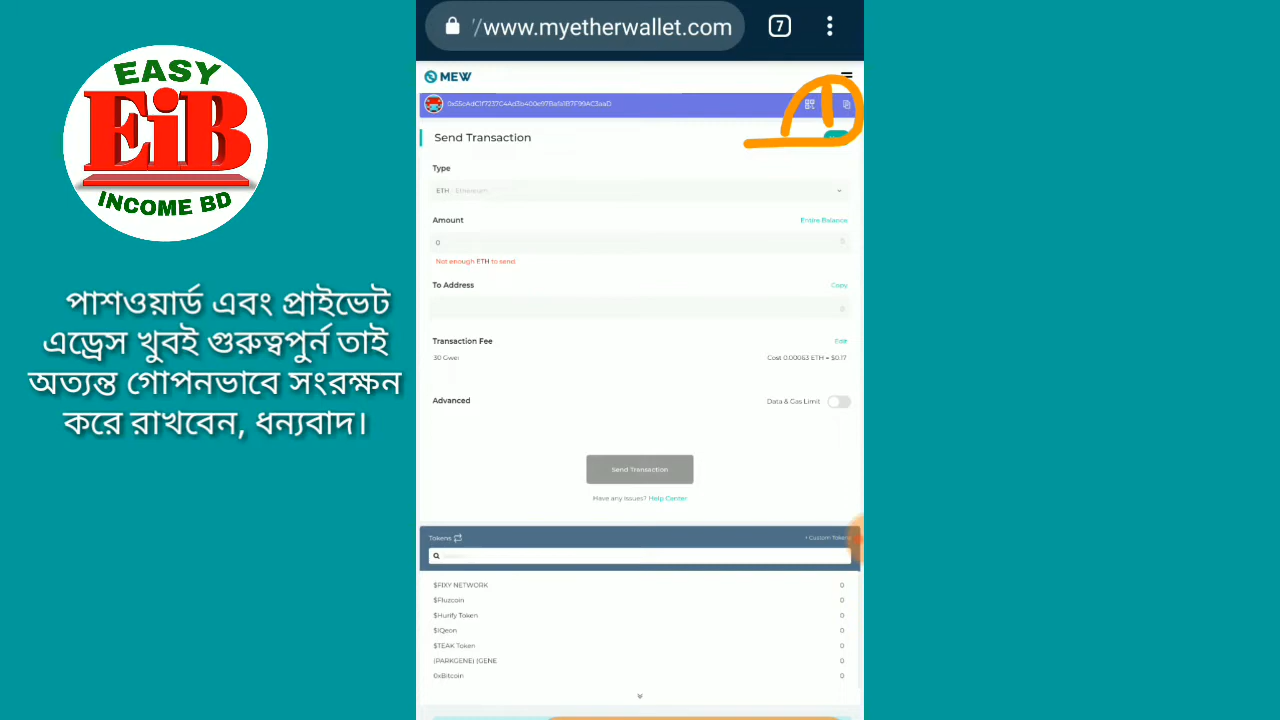 EASY
EiB
INCOME BD
পাশওয়ার্ড এবং প্রাইভেট
এড্রেস খুবই গুরুত্বপুর্ন তাই
অত্যন্ত গোপনভাবে সংরক্ষন
করে রাখবেন, ধন্যবাদ।
/www.myetherwallet.com
7
MEW
Send Transaction
Type
ETH - Ethereum
Amount
Entire Balance
0
Not enough ETH to send.
To Address
Copy
Transaction Fee
Edit
30 Gwei
Cost 0.00063 ETH = $0.17
Advanced
Data & Gas Limit
Send Transaction
Have any issues? Help Center
Tokens
+ Custom Tokens
$FIXY NETWORK 0
$Fluzcoin 0
$Hurify Token 0
$IQeon 0
$TEAK Token 0
(PARKGENE) (GENE 0
0xBitcoin 0